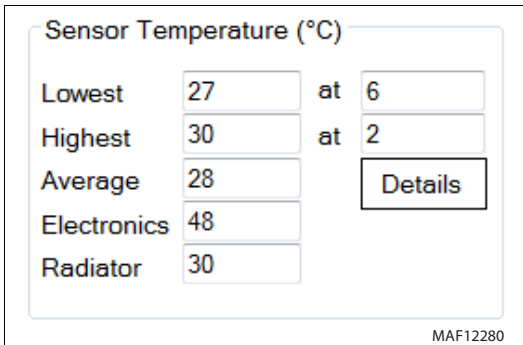 Sensor Temperature (°C)
Lowest 27 at 6
Highest 30 at 2
Average 28 Details
Electronics 48
Radiator 30
MAF12280